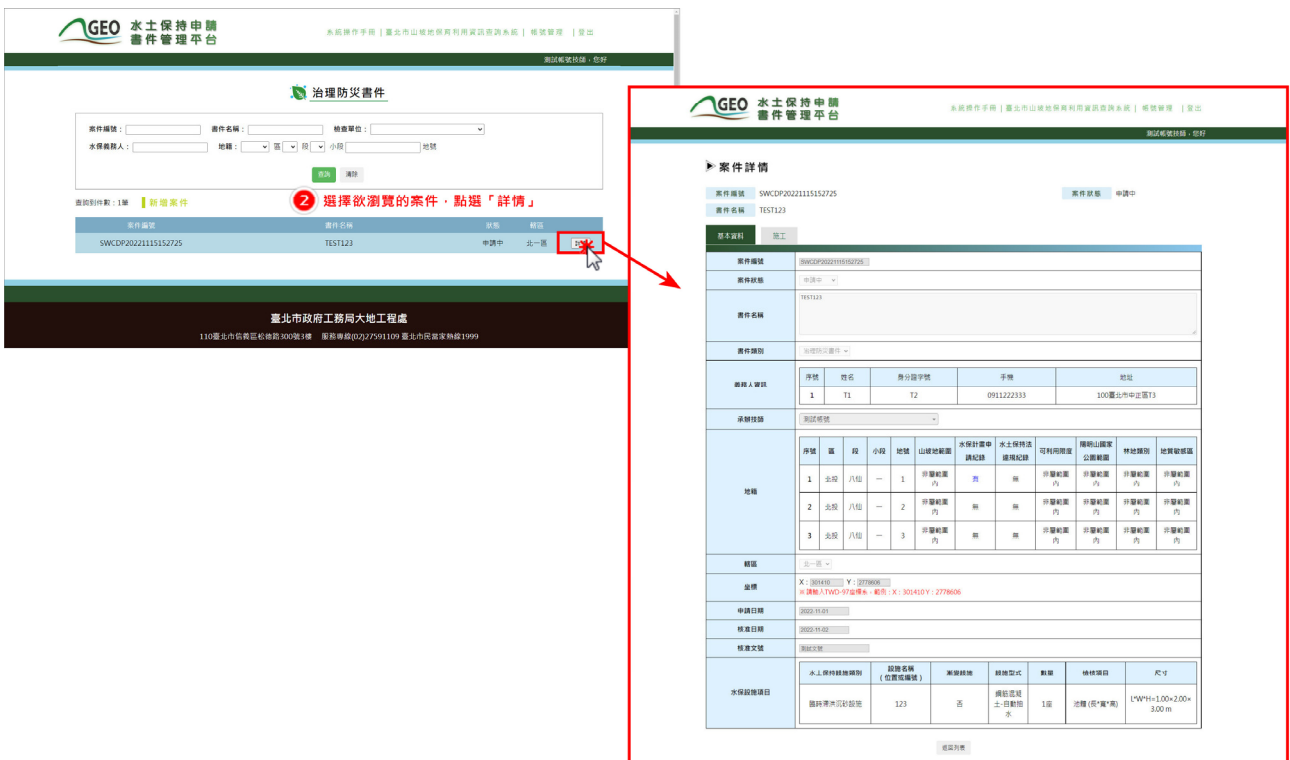 GEO 水土保持申請
書件管理平台
系統操作手冊 | 臺北市山坡地保育利用資訊查詢系統 | 帳號管理 | 登出
測試帳號技師，您好
治理防災書件
案件編號： 書件名稱： 檢查單位：
水保義務人： 地籍： 區 段 小段 地號
查詢 清除
查詢到件數：1筆 新增案件
2 選擇欲瀏覽的案件，點選「詳情」
案件編號 書件名稱 狀態 轄區
SWCDP20221115152725 TEST123 申請中 北一區
臺北市政府工務局大地工程處
110臺北市信義區松德路300號3樓 服務專線(02)27591109 臺北市民當家熱線1999
GEO 水土保持申請
書件管理平台
系統操作手冊 | 臺北市山坡地保育利用資訊查詢系統 | 帳號管理 | 登出
測試帳號技師，您好
案件詳情
案件編號 SWCDP20221115152725 案件狀態 申請中
書件名稱 TEST123
基本資料 施工
案件編號 SWCDP20221115152725
案件狀態 申請中
書件名稱 TEST123
書件類別 治理防災書件
義務人資訊
序號 姓名 身分證字號 手機 地址
1 T1 T2 0911222333 100臺北市中正區T3
承辦技師 測試帳號
地籍
序號 區 段 小段 地號 山坡地範圍 水保計畫申請紀錄 水土保持法違規紀錄 可利用限度 陽明山國家公園範圍 林地類別 地質敏感區
1 北投 八仙 一 1 非屬範圍內 有 無 非屬範圍內 非屬範圍內 非屬範圍內 非屬範圍內
2 北投 八仙 一 2 非屬範圍內 無 無 非屬範圍內 非屬範圍內 非屬範圍內 非屬範圍內
3 北投 八仙 一 3 非屬範圍內 無 無 非屬範圍內 非屬範圍內 非屬範圍內 非屬範圍內
轄區 北一區
坐標 X：301410 Y：2778606
※請輸入TWD-97坐標系，範例：X：301410 Y：2778606
申請日期 2022-11-01
核准日期 2022-11-02
核准文號 測試文號
水保設施項目
水土保持設施類別 設施名稱（位置或編號） 漸變設施 設施型式 數量 檢核項目 尺寸
臨時滯洪沉砂設施 123 否 鋼筋混凝土-自動抽水 1座 池體 (長*寬*高) L*W*H=1.00×2.00×3.00 m
返回列表